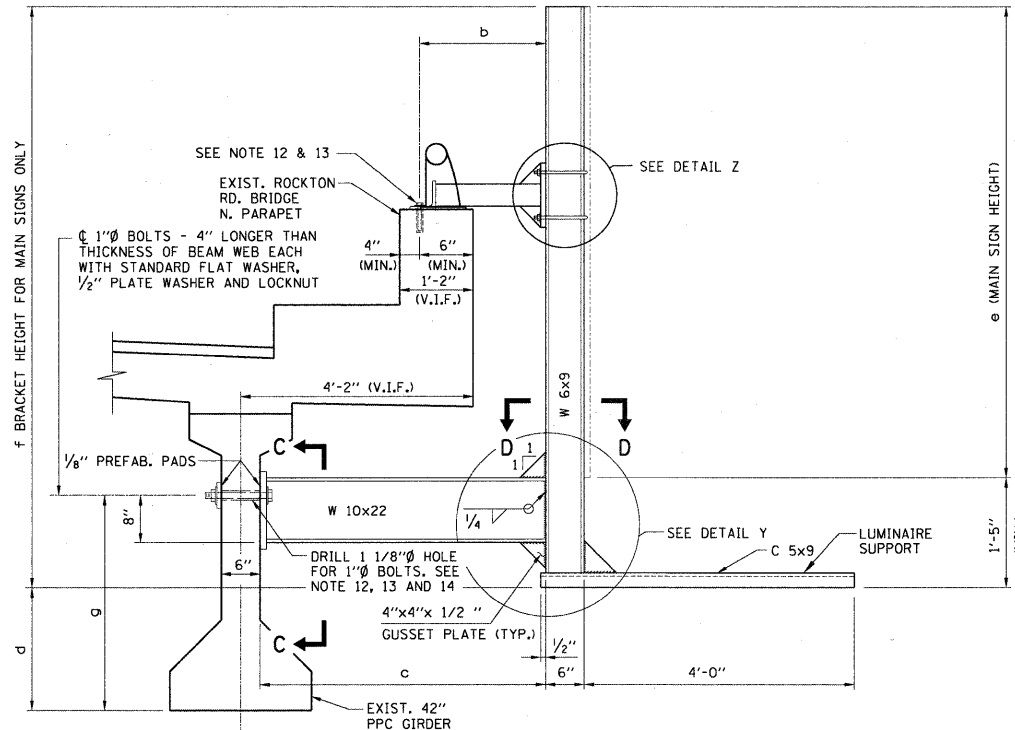 b
SEE NOTE 12 & 13
SEE DETAIL Z
EXIST. ROCKTON
RD. BRIDGE
N. PARAPET
℄ 1"Ø BOLTS - 4" LONGER THAN
THICKNESS OF BEAM WEB EACH
WITH STANDARD FLAT WASHER,
1/2" PLATE WASHER AND LOCKNUT
4"
(MIN.)
6"
(MIN.)
1'-2"
(V.I.F.)
f BRACKET HEIGHT FOR MAIN SIGNS ONLY
e (MAIN SIGN HEIGHT)
4'-2" (V.I.F.)
W 6x9
D
D
C
1
1
1/8" PREFAB. PADS
W 10x22
1/4
8"
SEE DETAIL Y
DRILL 1 1/8"Ø HOLE
FOR 1"Ø BOLTS. SEE
NOTE 12, 13 AND 14
C 5x9
LUMINAIRE
SUPPORT
1'-5"
6"
4"x4"x 1/2 "
GUSSET PLATE (TYP.)
g
d
C
1/2"
c
6"
4'-0"
EXIST. 42"
PPC GIRDER